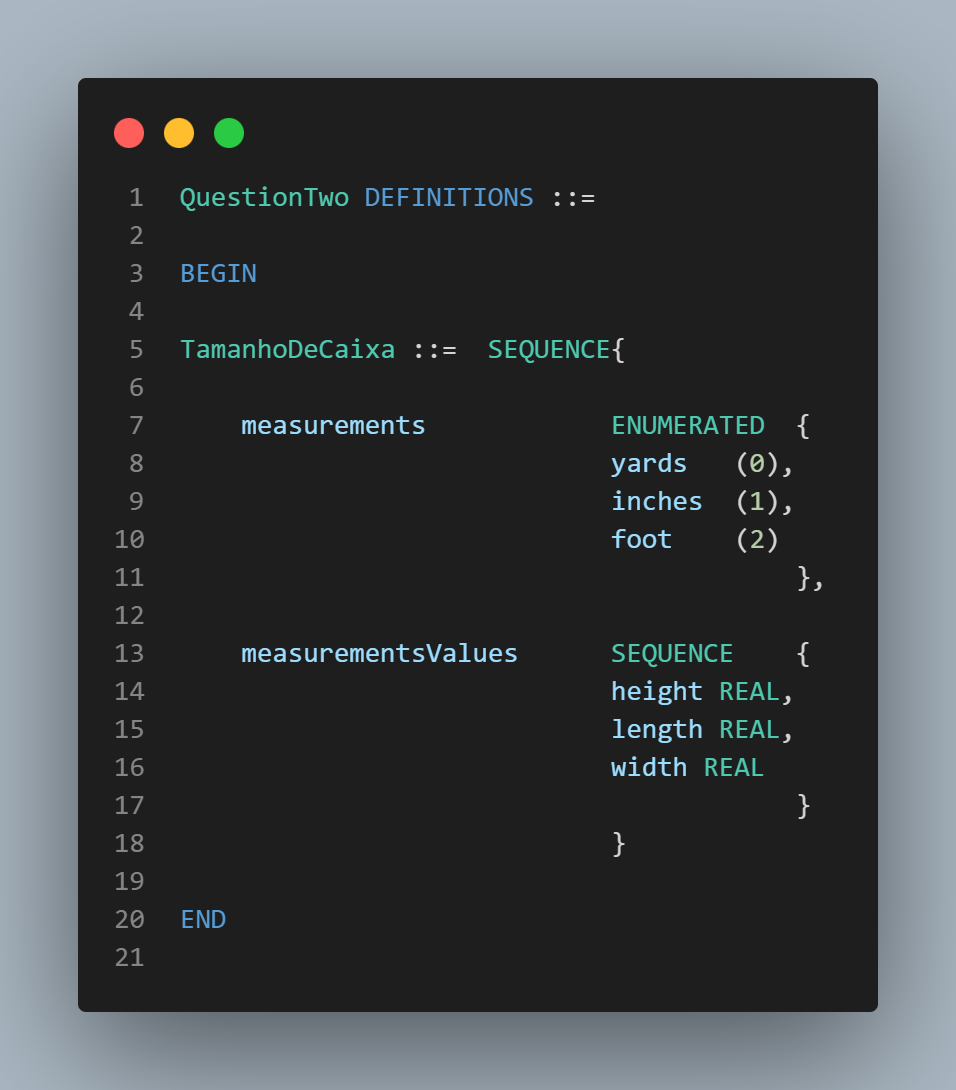 1 QuestionTwo DEFINITIONS ::=
2
3 BEGIN
4
5 TamanhoDeCaixa ::=  SEQUENCE{
6
7     measurements            ENUMERATED  {
8                             yards   (0),
9                             inches  (1),
10                             foot    (2)
11                                         },
12
13     measurementsValues      SEQUENCE    {
14                             height REAL,
15                             length REAL,
16                             width REAL
17                                         }
18                             }
19
20 END
21